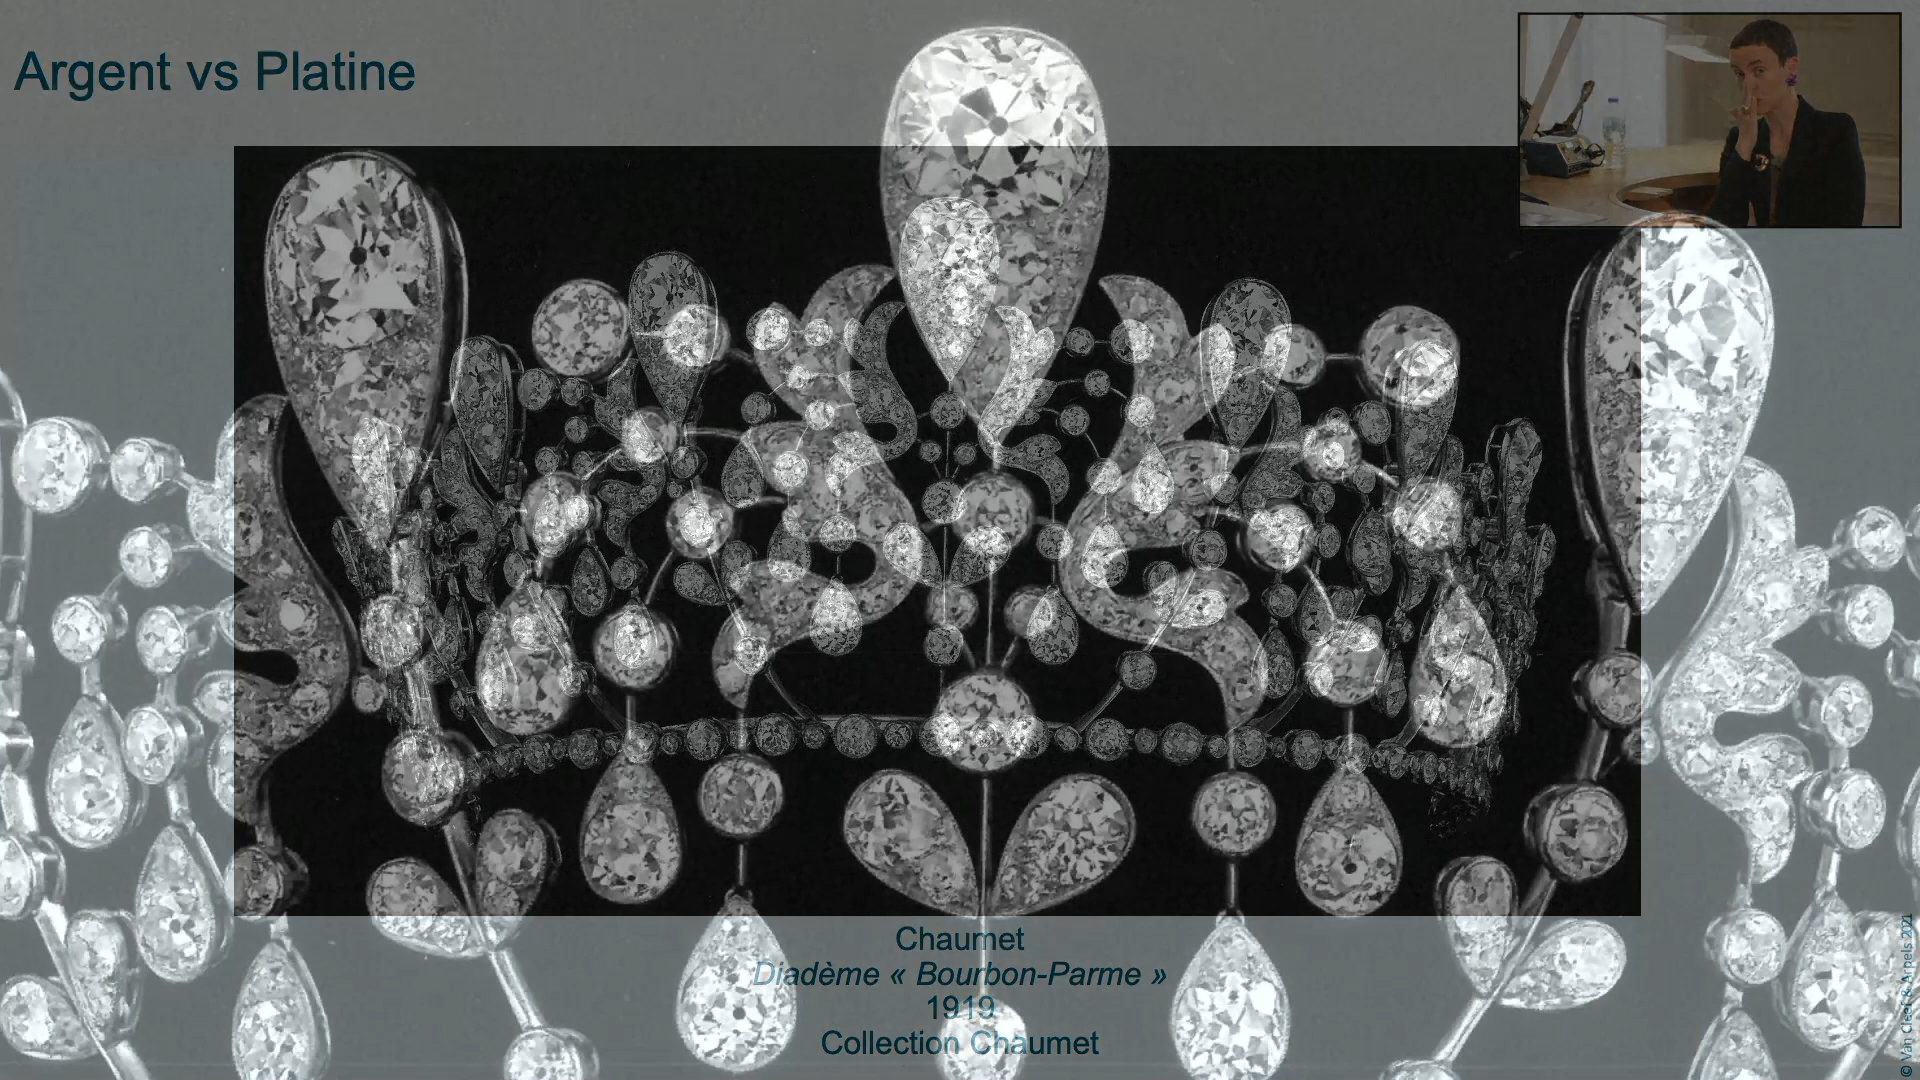 Argent vs Platine
Chaumet
Diadème « Bourbon-Parme »
1919
Collection Chaumet
© Van Cleef & Arpels 2021